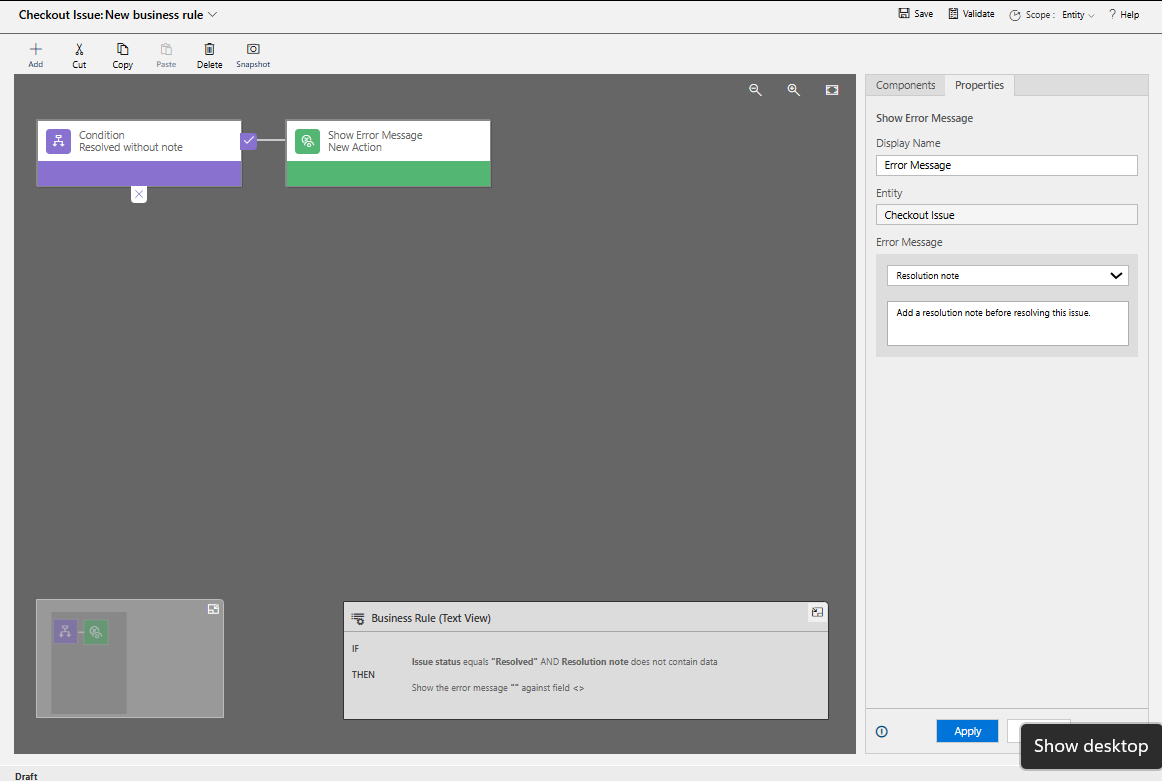 Checkout Issue: New business rule
Save
Validate
Scope :
Entity
? Help
Add
Cut
Copy
Paste
Delete
Snapshot
Condition
Resolved without note
Show Error Message
New Action
Components
Properties
Show Error Message
Display Name
Error Message
Entity
Checkout Issue
Error Message
Resolution note
Add a resolution note before resolving this issue.
Business Rule (Text View)
IF
Issue status equals "Resolved" AND Resolution note does not contain data
THEN
Show the error message "" against field <>
Apply
Show desktop
Draft